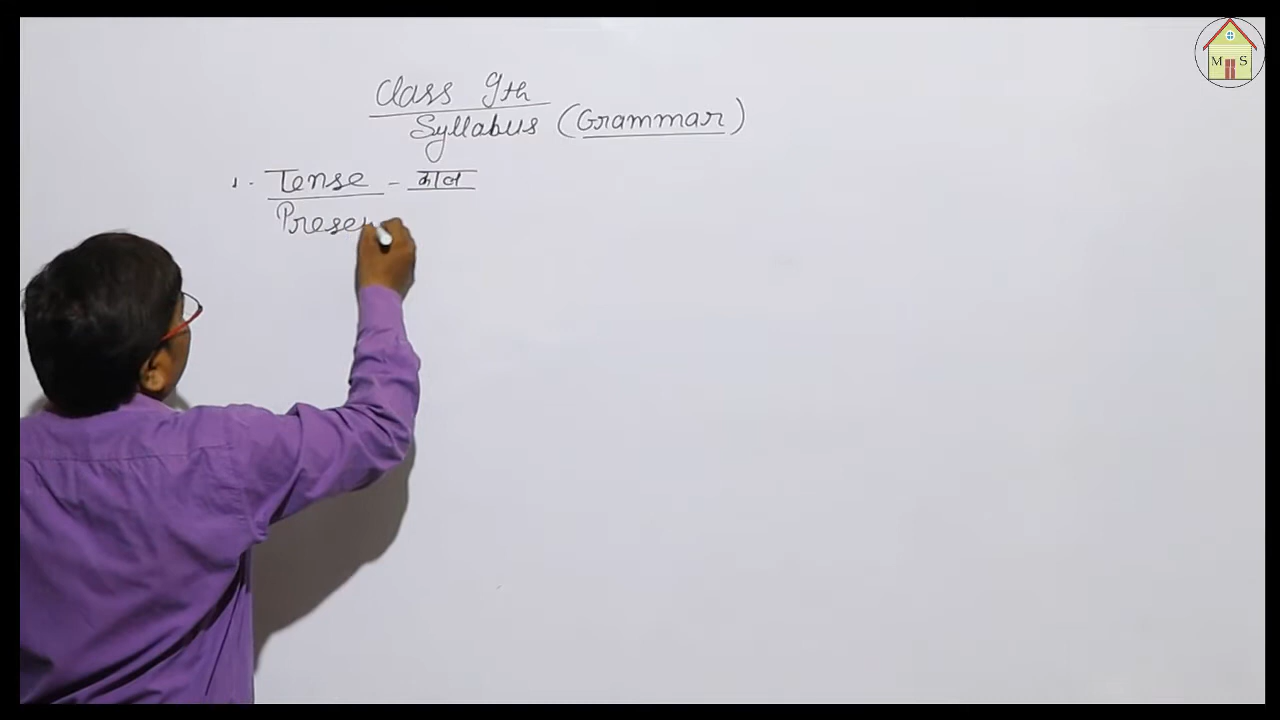 Class 9th
Syllabus (Grammar)
1. Tense - काल
Presen
M S